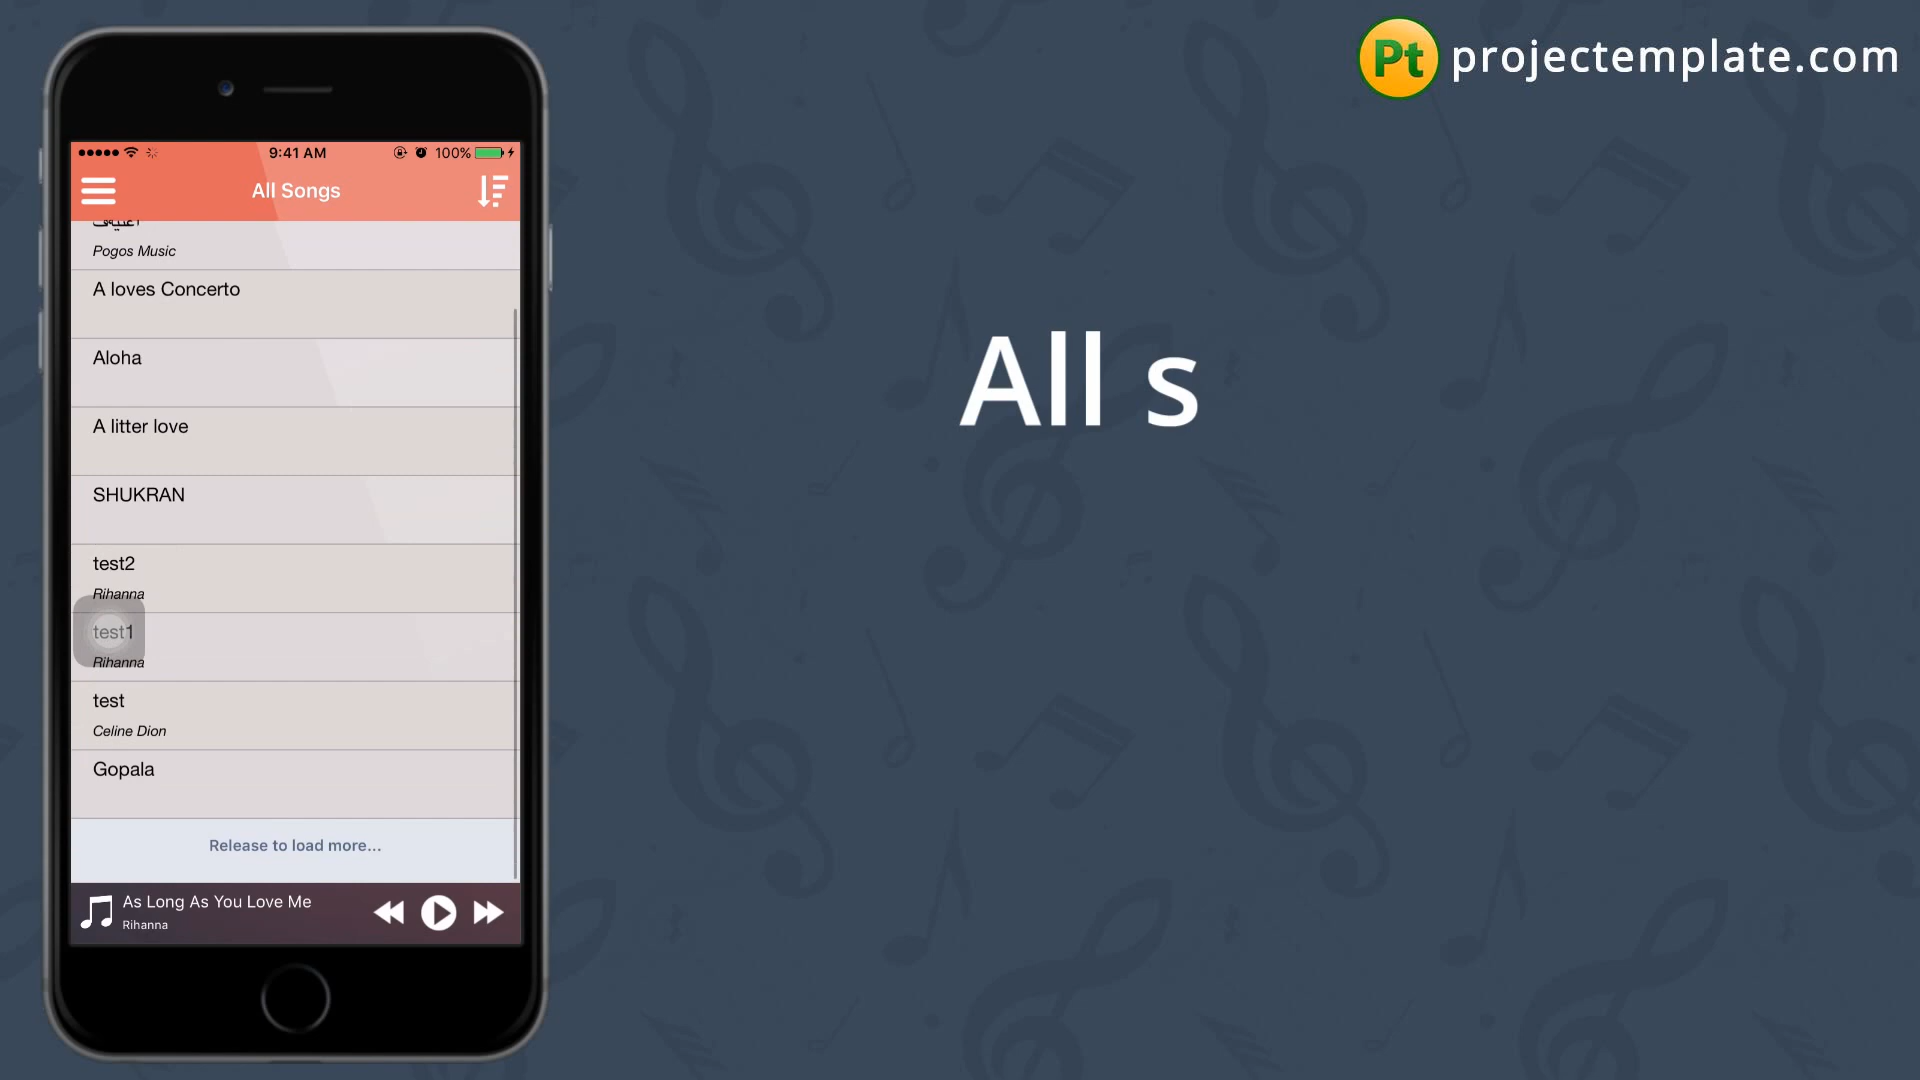 Pt projectemplate.com
9:41 AM
100%
All Songs
Pogos Music
A loves Concerto
Aloha
A litter love
SHUKRAN
test2
Rihanna
test1
Rihanna
test
Celine Dion
Gopala
Release to load more...
As Long As You Love Me
Rihanna
All s